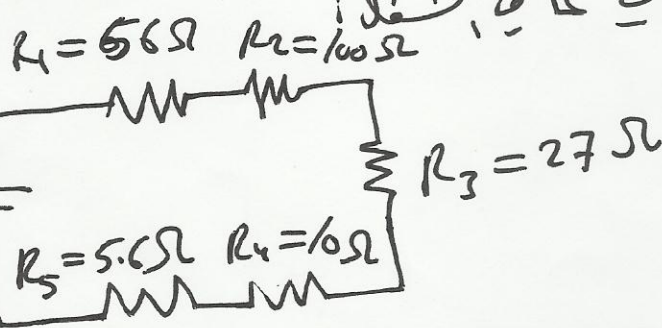 R₁ = 56Ω R₂ = 100Ω
R₃ = 27Ω
R₅ = 5.6Ω R₄ = 10Ω